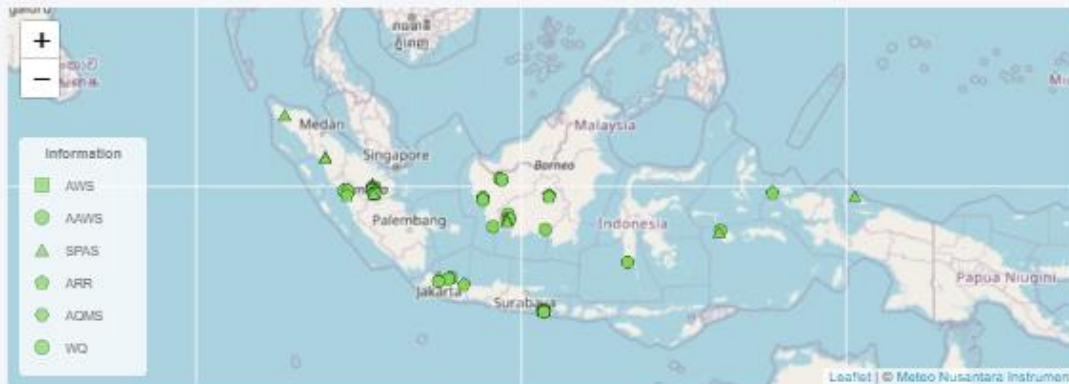 +
−
Medan
Malaysia
Information
Singapore
Borneo
AWS
AAWS
Palembang
Indonesia
SPAS
ARR
Papua Niugini
Jakarta
Surabaya
AQMS
WQ
Leaflet | © Meteo Nusantara Instrumen